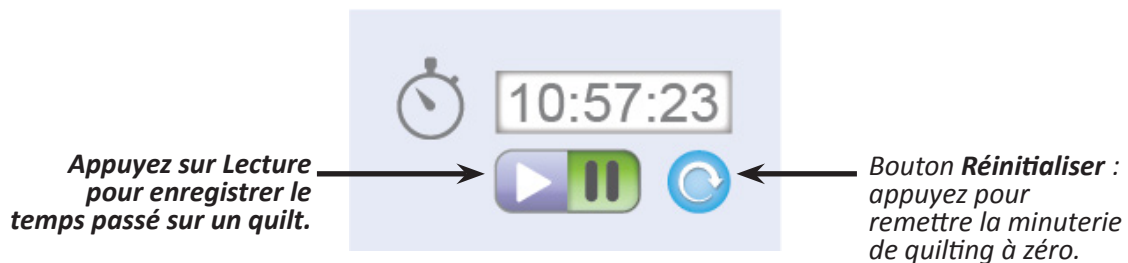 10:57:23
Appuyez sur Lecture
pour enregistrer le
temps passé sur un quilt.
Bouton Réinitialiser :
appuyez pour
remettre la minuterie
de quilting à zéro.